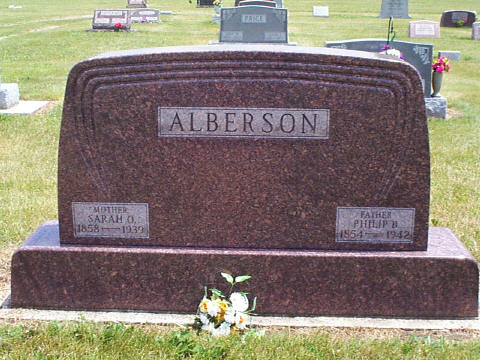 PRICE
ALBERSON
MOTHER
SARAH O.
1858 — 1939
FATHER
PHILIP B.
1854 — 1942